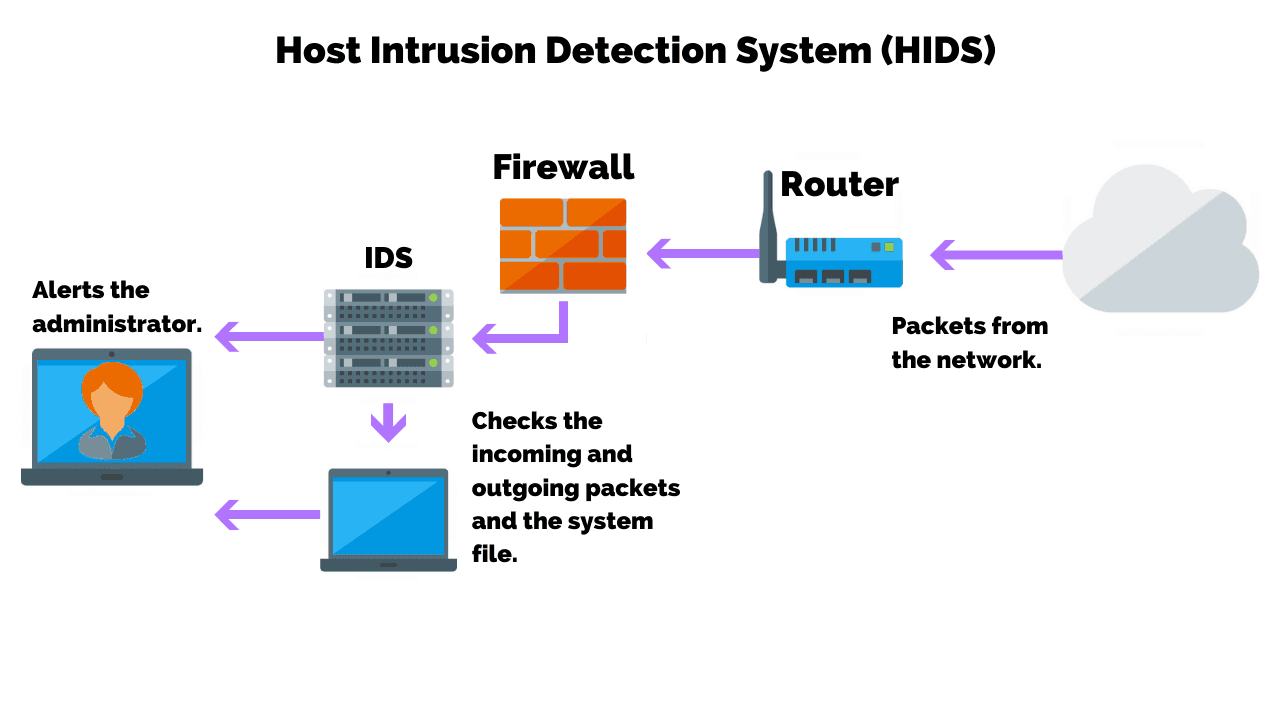 Host Intrusion Detection System (HIDS)
Firewall
Router
IDS
Alerts the
administrator.
Packets from
the network.
Checks the
incoming and
outgoing packets
and the system
file.